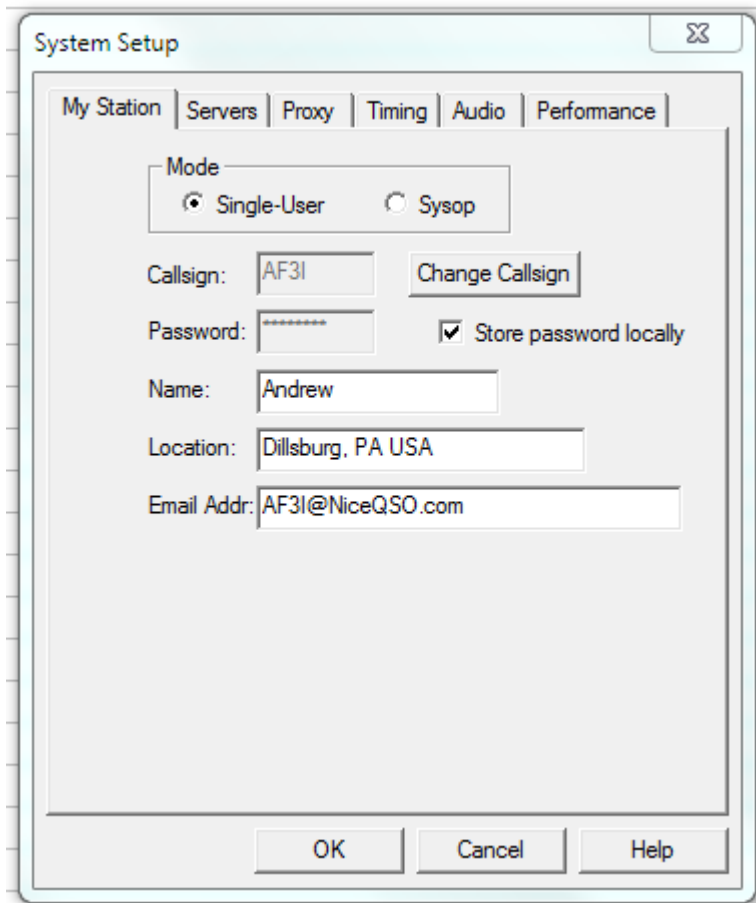 System Setup
My Station Servers Proxy Timing Audio Performance
Mode
Single-User Sysop
Callsign: AF3I Change Callsign
Password: ******** Store password locally
Name: Andrew
Location: Dillsburg, PA USA
Email Addr: AF3I@NiceQSO.com
OK Cancel Help